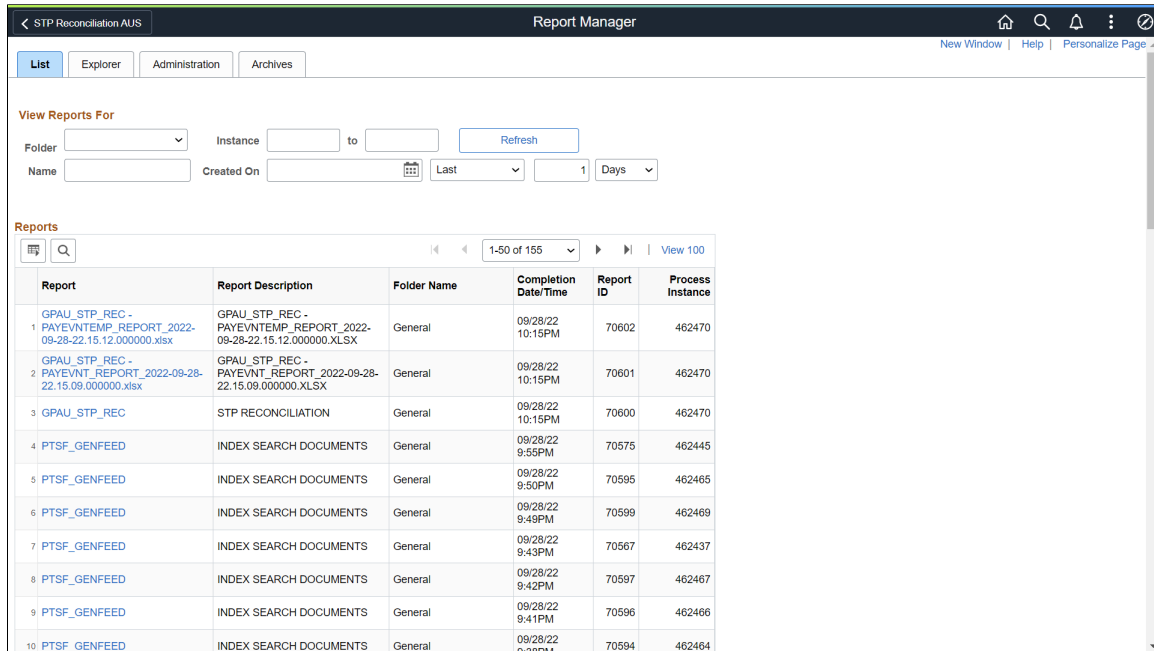 STP Reconciliation AUS
Report Manager
New Window | Help | Personalize Page
List
Explorer
Administration
Archives
View Reports For
Folder
Instance
to
Refresh
Name
Created On
Last
1
Days
Reports
1-50 of 155
| View 100
Report
Report Description
Folder Name
Completion
Date/Time
Report
ID
Process
Instance
1
GPAU_STP_REC -
PAYEVNTEMP_REPORT_2022-
09-28-22.15.12.000000.xlsx
GPAU_STP_REC -
PAYEVNTEMP_REPORT_2022-
09-28-22.15.12.000000.XLSX
General
09/28/22
10:15PM
70602
462470
2
GPAU_STP_REC -
PAYEVNT_REPORT_2022-09-28-
22.15.09.000000.xlsx
GPAU_STP_REC -
PAYEVNT_REPORT_2022-09-28-
22.15.09.000000.XLSX
General
09/28/22
10:15PM
70601
462470
3
GPAU_STP_REC
STP RECONCILIATION
General
09/28/22
10:15PM
70600
462470
4
PTSF_GENFEED
INDEX SEARCH DOCUMENTS
General
09/28/22
9:55PM
70575
462445
5
PTSF_GENFEED
INDEX SEARCH DOCUMENTS
General
09/28/22
9:50PM
70595
462465
6
PTSF_GENFEED
INDEX SEARCH DOCUMENTS
General
09/28/22
9:49PM
70599
462469
7
PTSF_GENFEED
INDEX SEARCH DOCUMENTS
General
09/28/22
9:43PM
70567
462437
8
PTSF_GENFEED
INDEX SEARCH DOCUMENTS
General
09/28/22
9:42PM
70597
462467
9
PTSF_GENFEED
INDEX SEARCH DOCUMENTS
General
09/28/22
9:41PM
70596
462466
10
PTSF_GENFEED
INDEX SEARCH DOCUMENTS
General
09/28/22
70594
462464